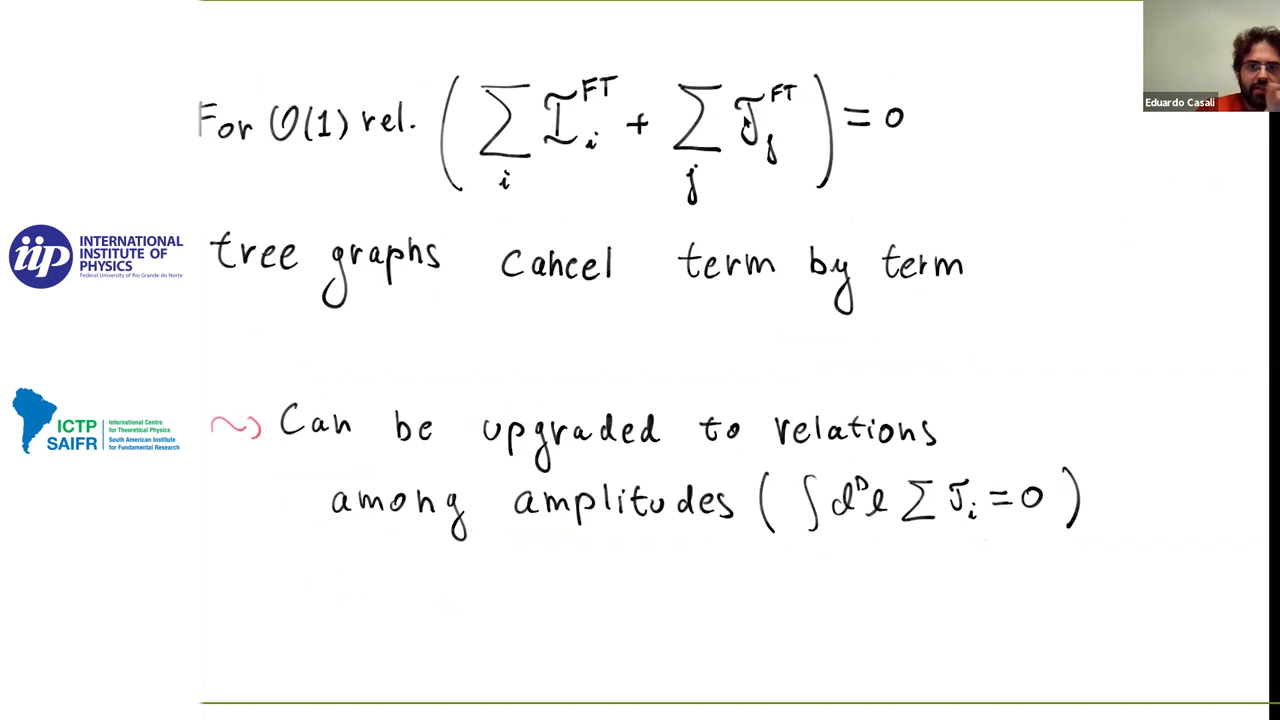 For O(1) rel. ( ∑_i I_i^FT + ∑_j J_j^FT ) = 0
tree graphs cancel term by term
⇝ Can be upgraded to relations
among amplitudes ( ∫ d^D ℓ ∑ J_i = 0 )
Eduardo Casali
iip
INTERNATIONAL
INSTITUTE OF
PHYSICS
Federal University of Rio Grande do Norte
ICTP
SAIFR
International Centre
for Theoretical Physics
South American Institute
for Fundamental Research